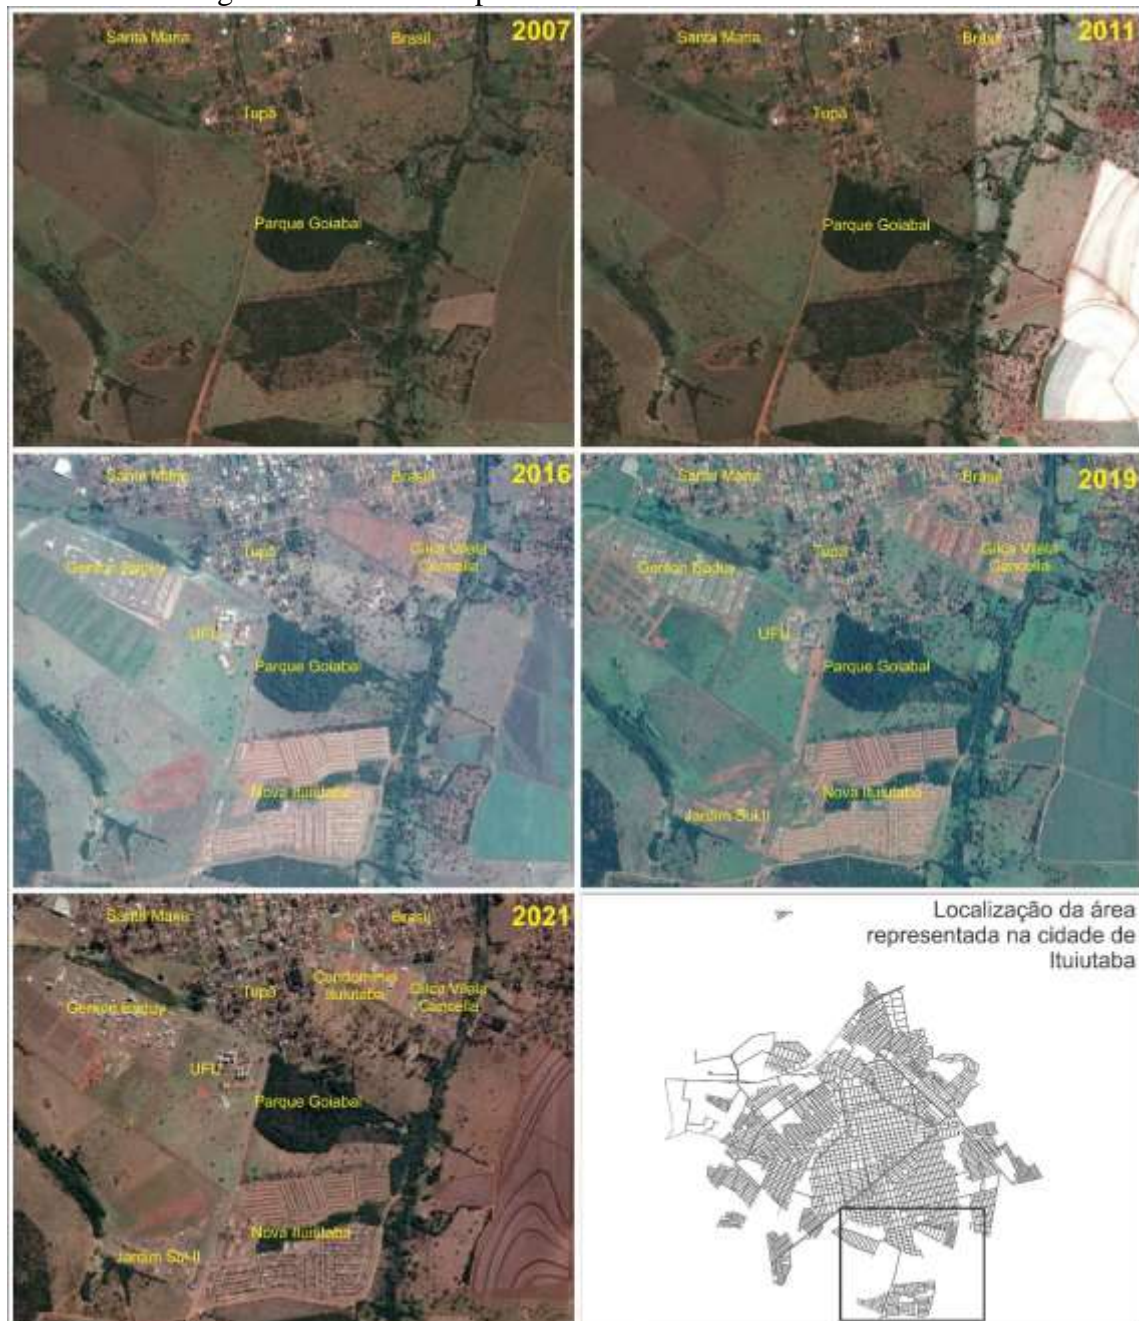 Santa Maria
Brasil
2007
Tupã
Parque Goiabal
Santa Maria
Brasil
2011
Tupã
Parque Goiabal
Santa Maria
Brasil
2016
Tupã
Gilca Vilela
Cancella
Gerson Baduy
UFU
Parque Goiabal
Nova Ituiutaba
Santa Maria
Brasil
2019
Tupã
Gilca Vilela
Cancella
Gerson Baduy
UFU
Parque Goiabal
Nova Ituiutaba
Jardim Sul II
Santa Maria
Brasil
2021
Condomínio
Ituiutaba
Tupã
Gilca Vilela
Cancella
Gerson Baduy
UFU
Parque Goiabal
Nova Ituiutaba
Jardim Sul II
Localização da área
representada na cidade de
Ituiutaba